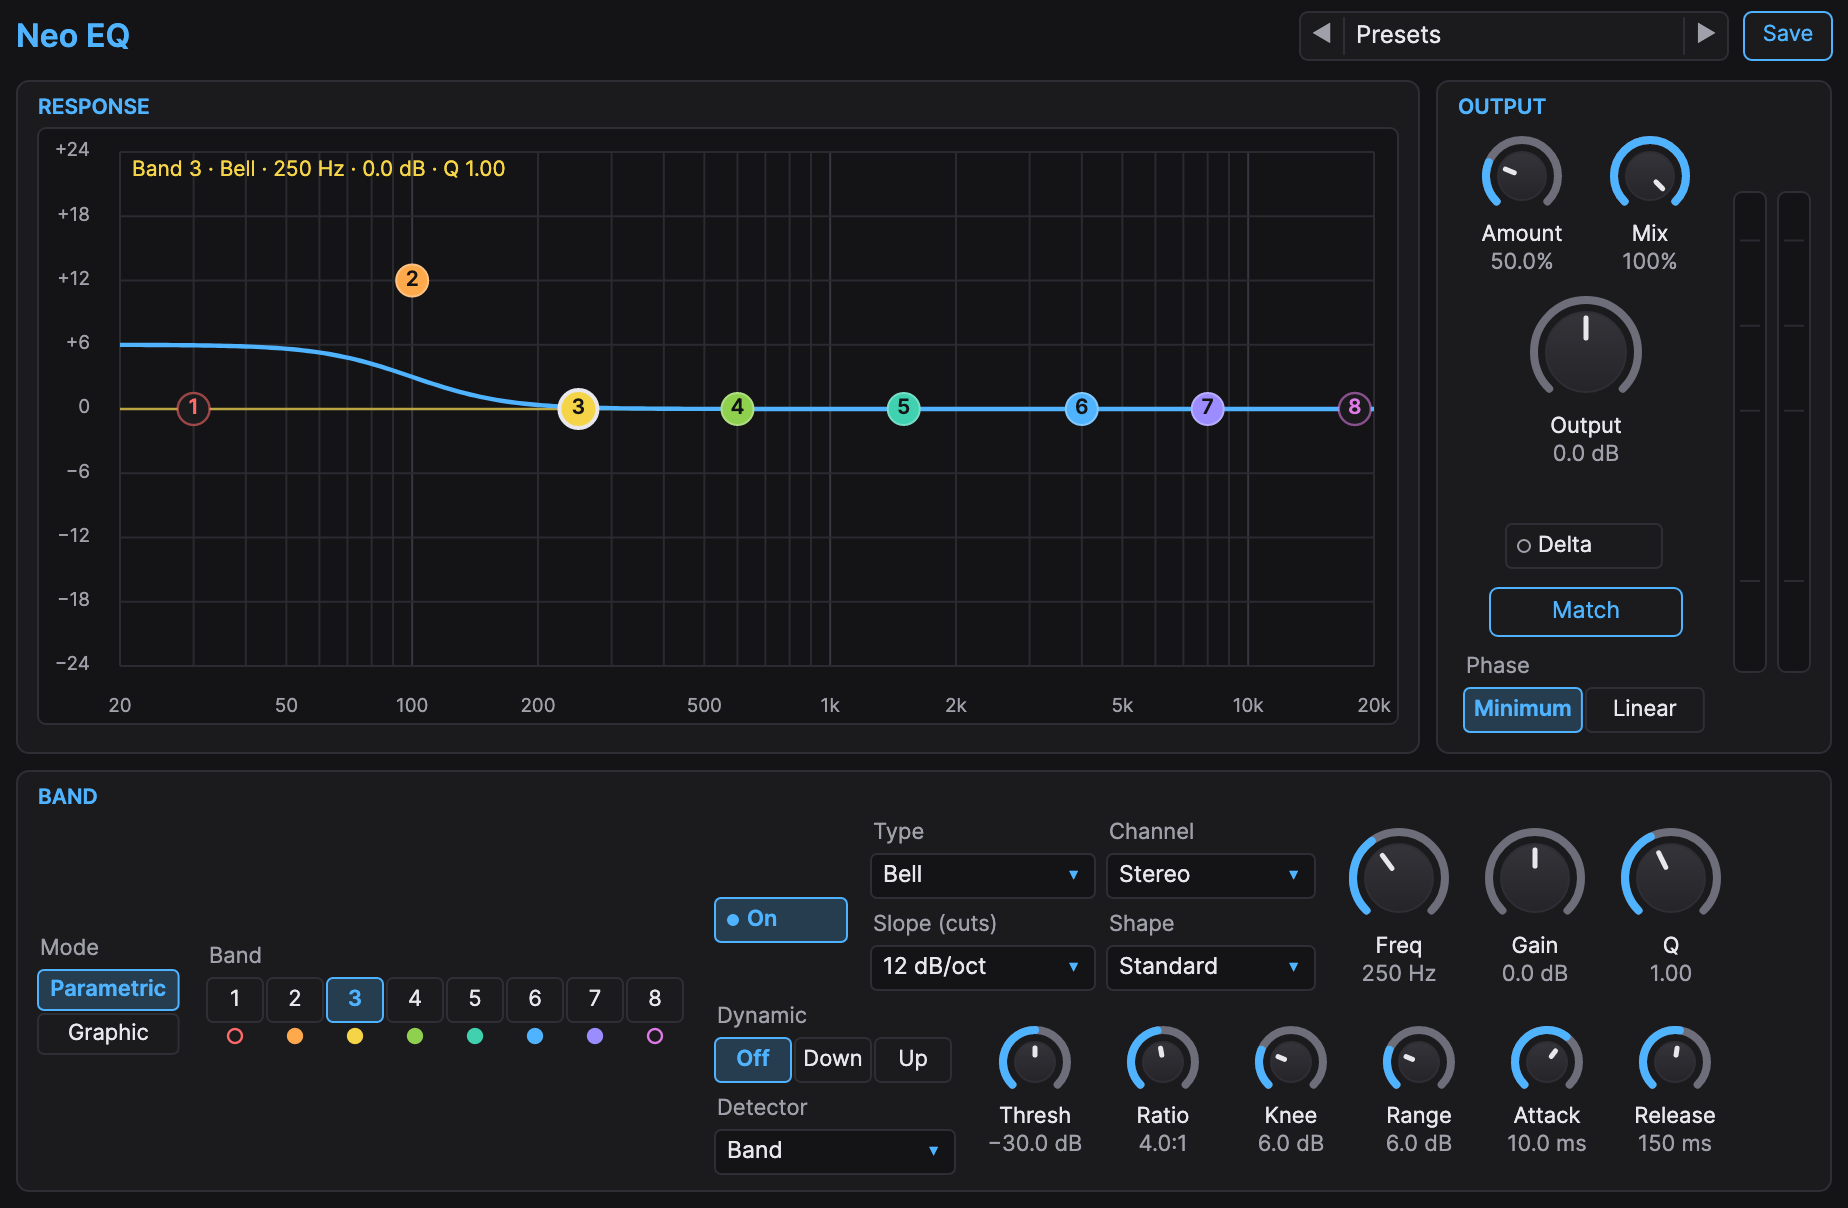 Neo EQ
Presets
Save
RESPONSE
Band 3 · Bell · 250 Hz · 0.0 dB · Q 1.00
+24
+18
+12
+6
0
−6
−12
−18
−24
1
2
3
4
5
6
7
8
20
50
100
200
500
1k
2k
5k
10k
20k
OUTPUT
Amount
50.0%
Mix
100%
Output
0.0 dB
Delta
Match
Phase
Minimum
Linear
BAND
Mode
Parametric
Graphic
Band
1
2
3
4
5
6
7
8
On
Type
Bell
Channel
Stereo
Slope (cuts)
12 dB/oct
Shape
Standard
Freq
250 Hz
Gain
0.0 dB
Q
1.00
Dynamic
Off
Down
Up
Detector
Band
Thresh
−30.0 dB
Ratio
4.0:1
Knee
6.0 dB
Range
6.0 dB
Attack
10.0 ms
Release
150 ms